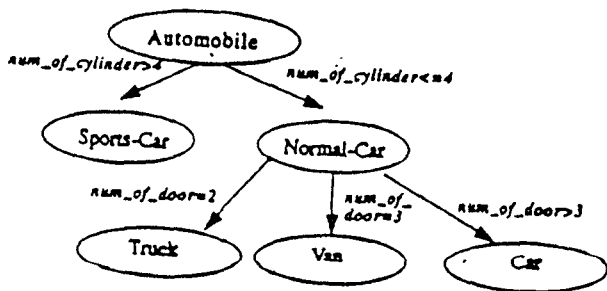 Automobile
num_of_cylinder>4
num_of_cylinder<=4
Sports-Car
Normal-Car
num_of_door=2
num_of_
door=3
num_of_door>3
Truck
Van
Car